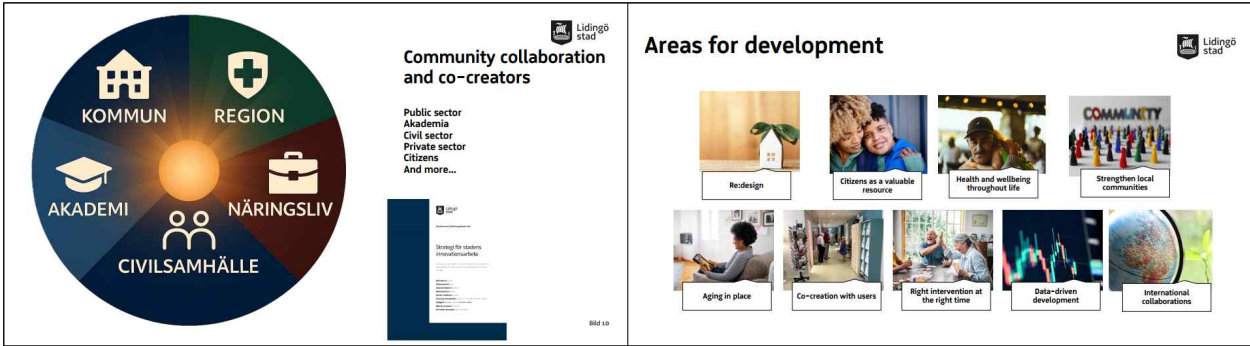 KOMMUN
REGION
AKADEMI
NÄRINGSLIV
CIVILSAMHÄLLE
Lidingö
stad
Community collaboration
and co-creators
Public sector
Akademia
Civil sector
Private sector
Citizens
And more...
Lidingö
stad
Strategi för stadens
innovationsarbete
Bild 10
Areas for development
Lidingö
stad
Re:design
Citizens as a valuable
resource
Health and wellbeing
throughout life
COMMUNITY
Strengthen local
communities
Aging in place
Co-creation with users
Right intervention at
the right time
Data-driven
development
International
collaborations